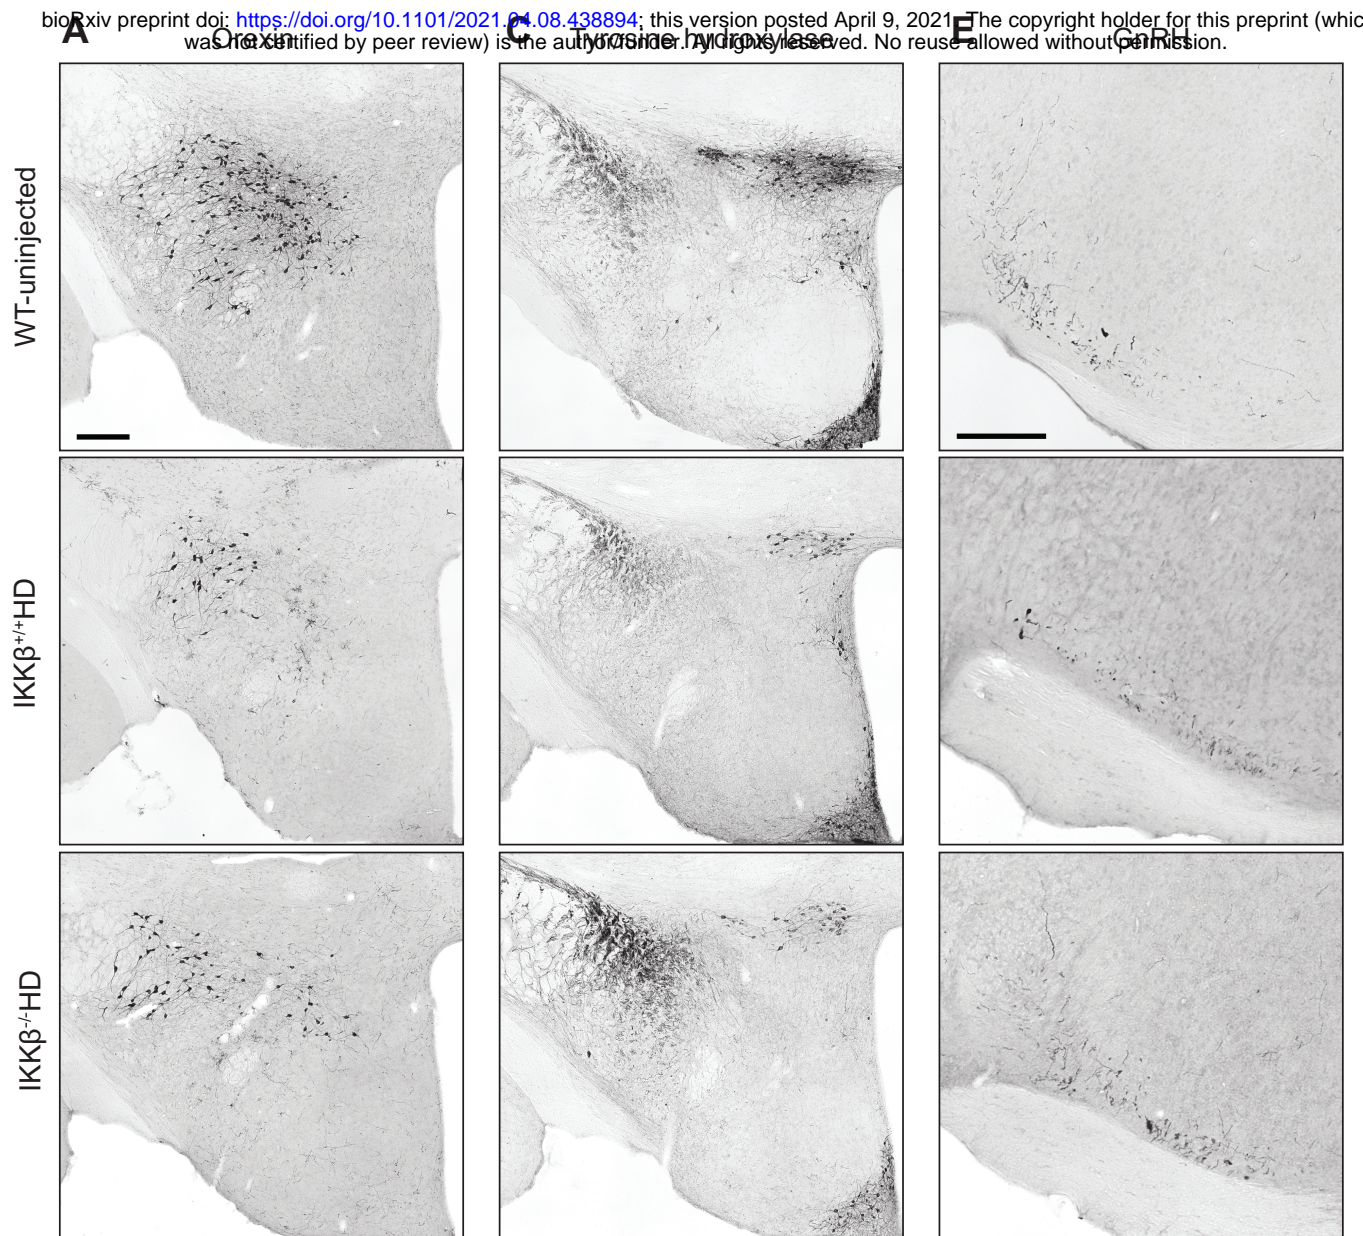 bioRxiv preprint doi: https://doi.org/10.1101/2021.04.08.438894; this version posted April 9, 2021. The copyright holder for this preprint (which
was not certified by peer review) is the author/funder. All rights reserved. No reuse allowed without permission.
A Orexin C Tyrosine hydroxylase E GnRH
WT-uninjected
IKKβ+/+HD
IKKβ-/-HD